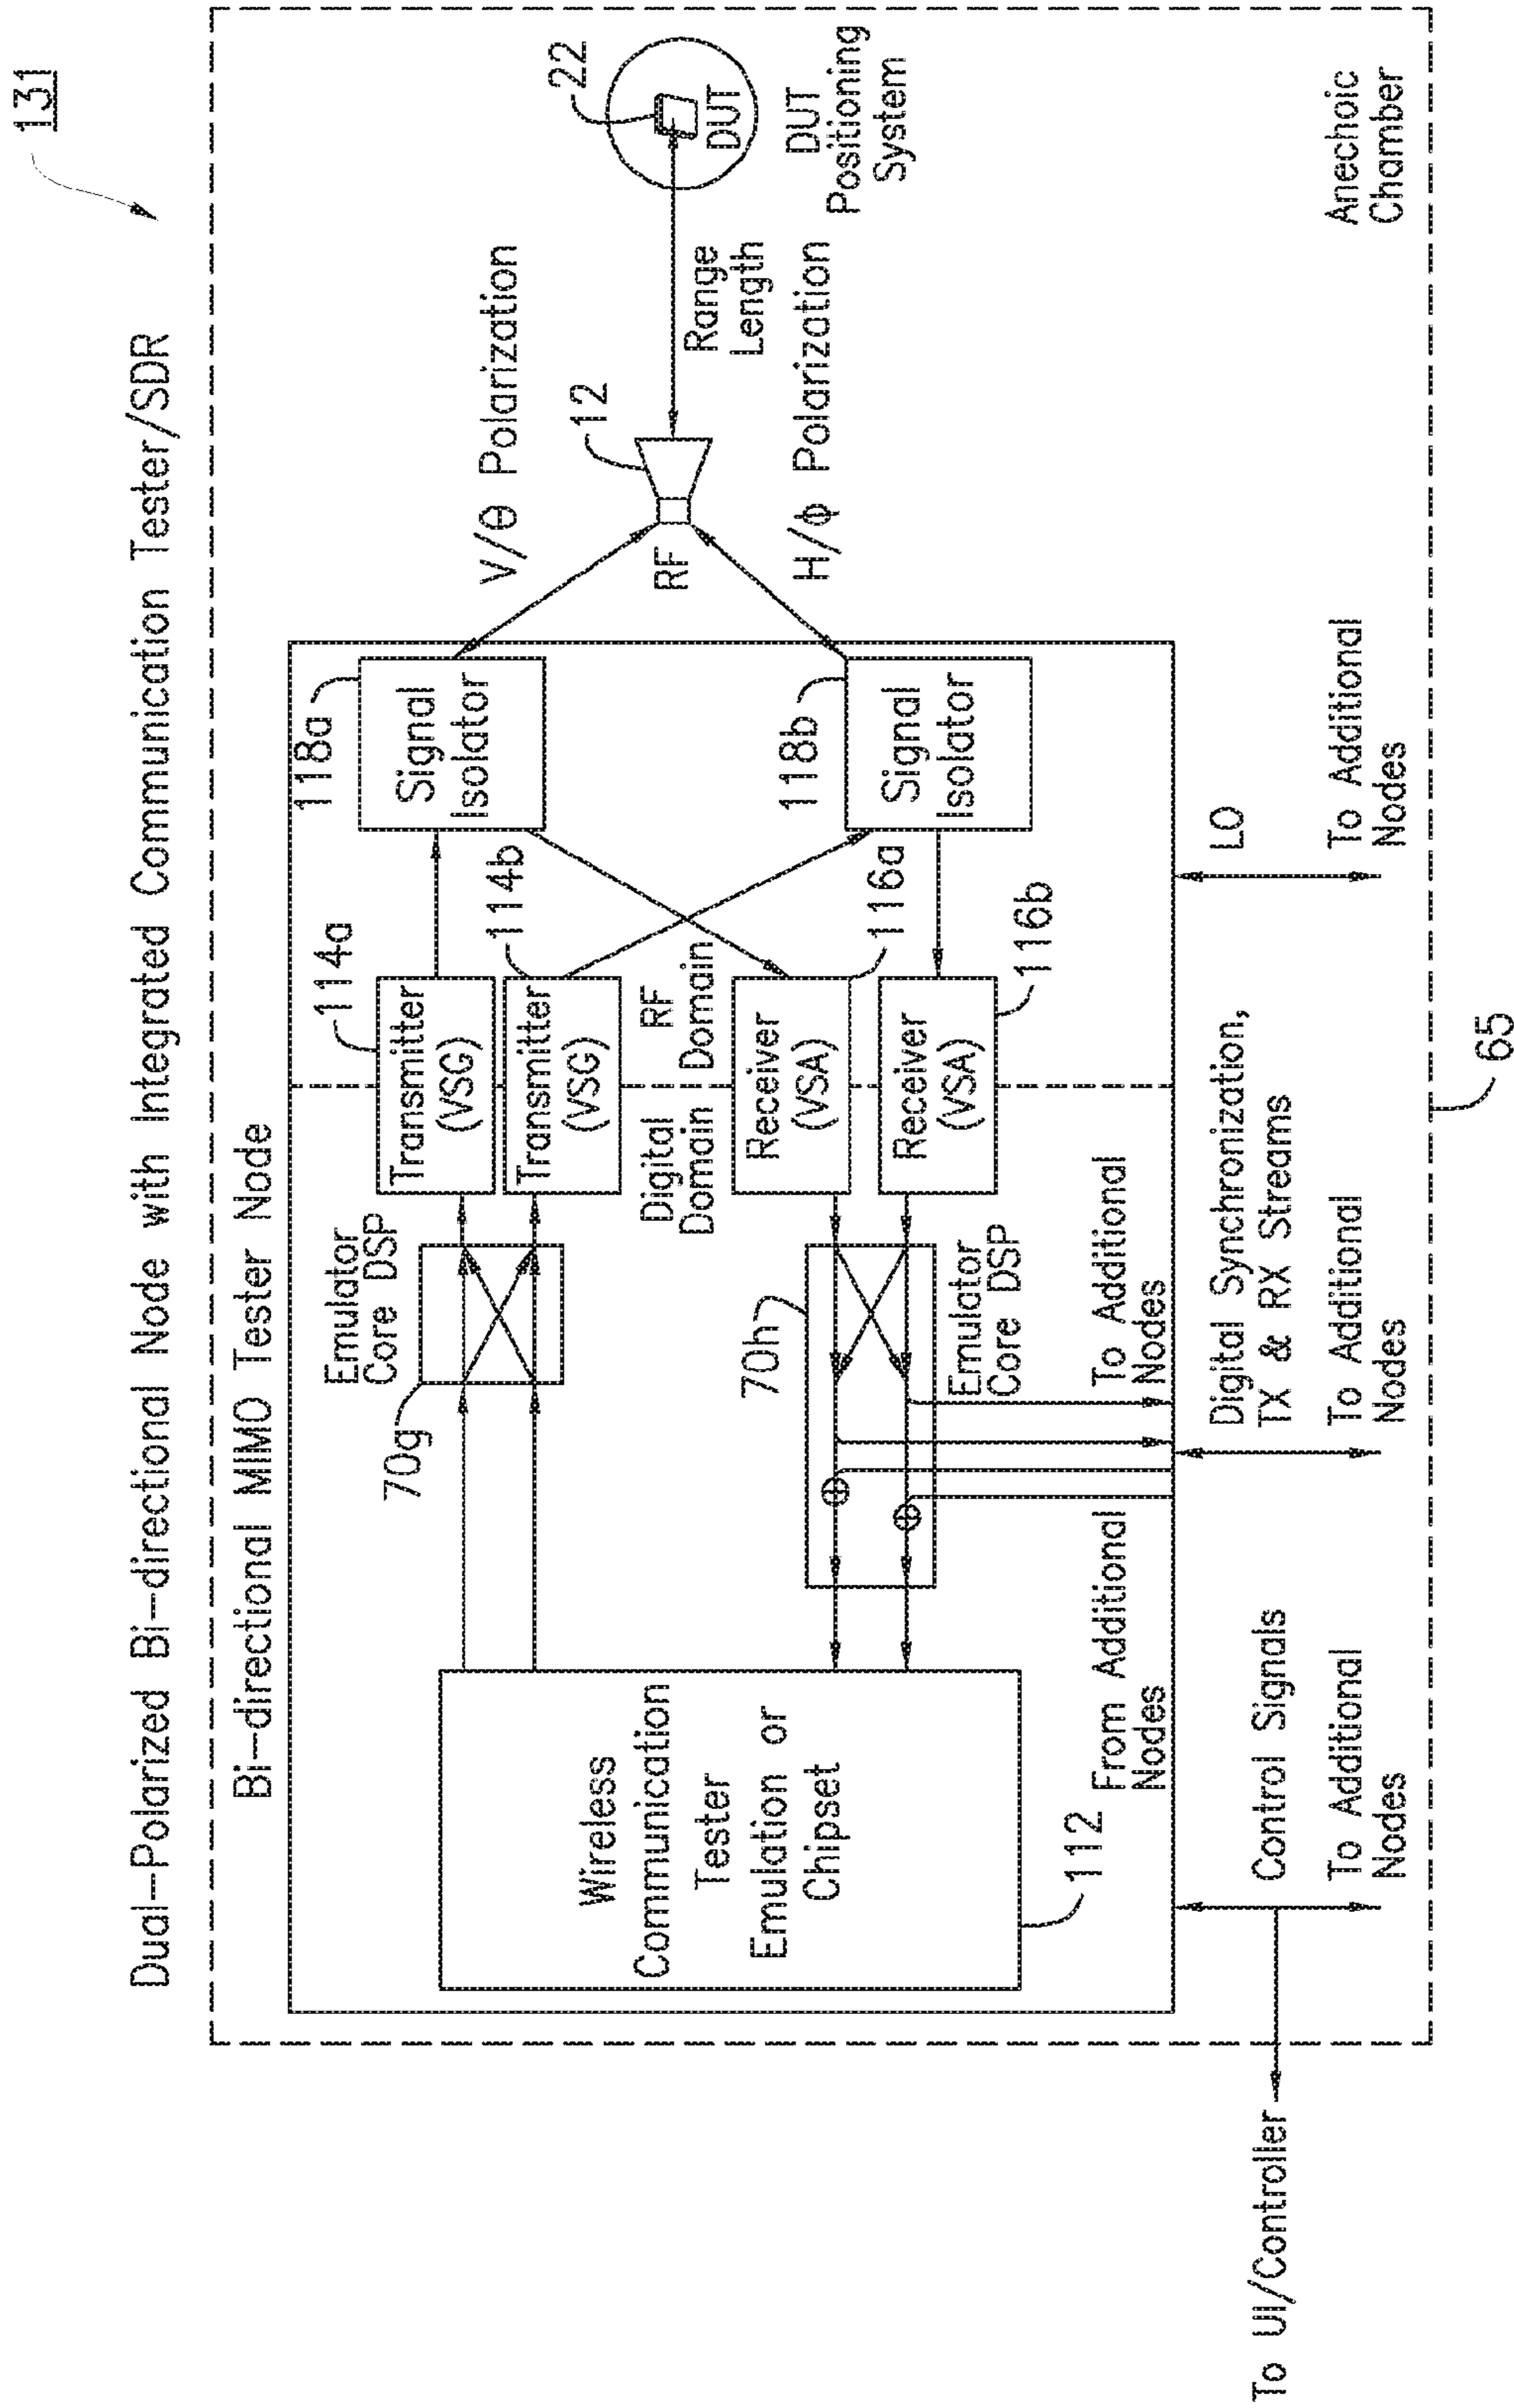 131
Dual-Polarized Bi-directional Node with Integrated Communication Tester/SDR
Bi-directional MIMO Tester Node
Wireless
Communication
Tester
Emulation or
Chipset
112
70g
Emulator
Core DSP
70h
Emulator
Core DSP
From Additional
Nodes
To Additional
Nodes
114a
Transmitter
(VSG)
114b
Transmitter
(VSG)
Digital
Domain
RF
Domain
Receiver
(VSA)
116a
Receiver
(VSA)
116b
118a
Signal
Isolator
118b
Signal
Isolator
V/θ Polarization
RF
12
H/ϕ Polarization
Range
Length
22
DUT
DUT
Positioning
System
Anechoic
Chamber
Control Signals
To Additional
Nodes
Digital Synchronization,
TX & RX Streams
To Additional
Nodes
LO
To Additional
Nodes
65
To UI/Controller